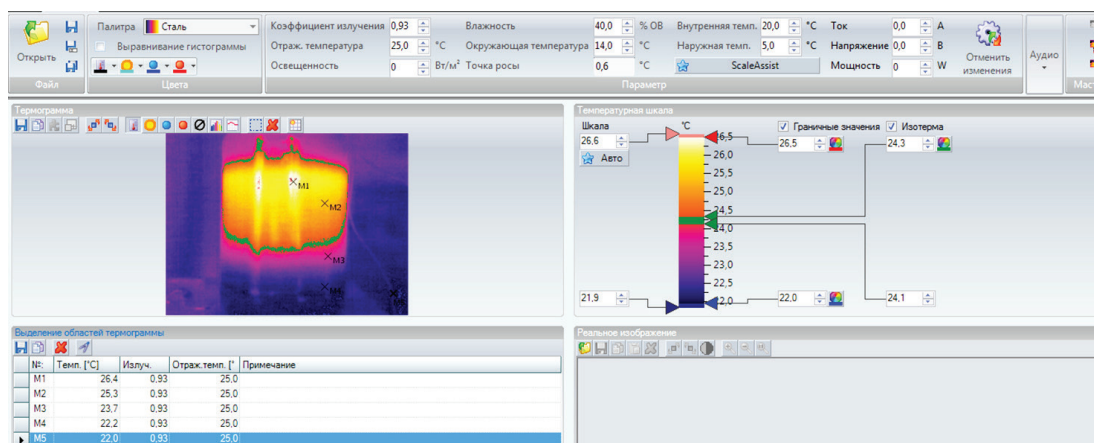 Палитра Сталь
Выравнивание гистограммы
Открыть
Файл
Цвета
Коэффициент излучения 0,93
Отраж. температура 25,0 °C
Освещенность 0 Вт/м²
Влажность 40,0 % ОВ
Окружающая температура 14,0 °C
Точка росы 0,6 °C
Внутренняя темп. 20,0 °C
Наружная темп. 5,0 °C
ScaleAssist
Параметр
Ток 0,0 A
Напряжение 0,0 В
Мощность 0 W
Отменить
изменения
Аудио
Маст
Термограмма
M1
M2
M3
M4
Температурная шкала
Шкала °C
26,6
Авто
Граничные значения Изотерма
26,5 24,3
26,5
26,0
25,5
25,0
24,5
24,0
23,5
23,0
22,5
22,0
21,9 22,0 24,1
Выделение областей термограммы
№: Темп. [°C] Излуч. Отраж.темп. [° Примечание
M1 26,4 0,93 25,0
M2 25,3 0,93 25,0
M3 23,7 0,93 25,0
M4 22,2 0,93 25,0
M5 22,0 0,93 25,0
Реальное изображение